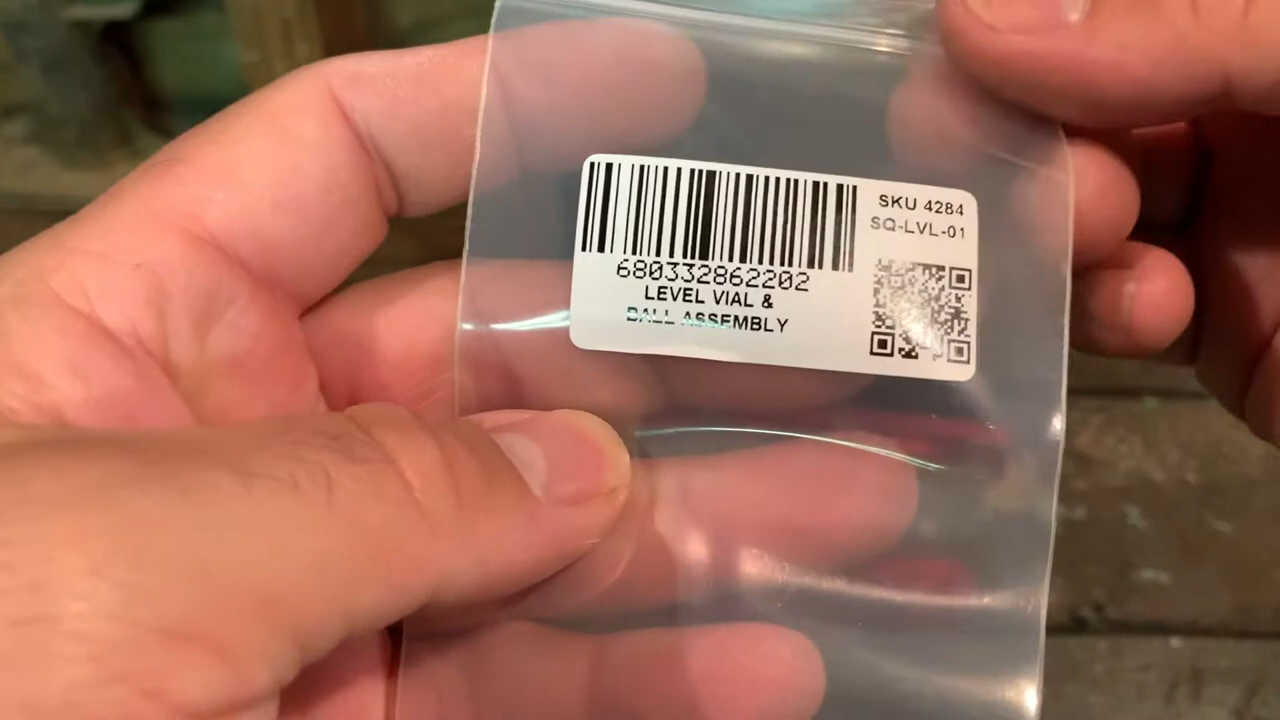 SKU 4284
SQ-LVL-01
680332862202
LEVEL VIAL &
BALL ASSEMBLY